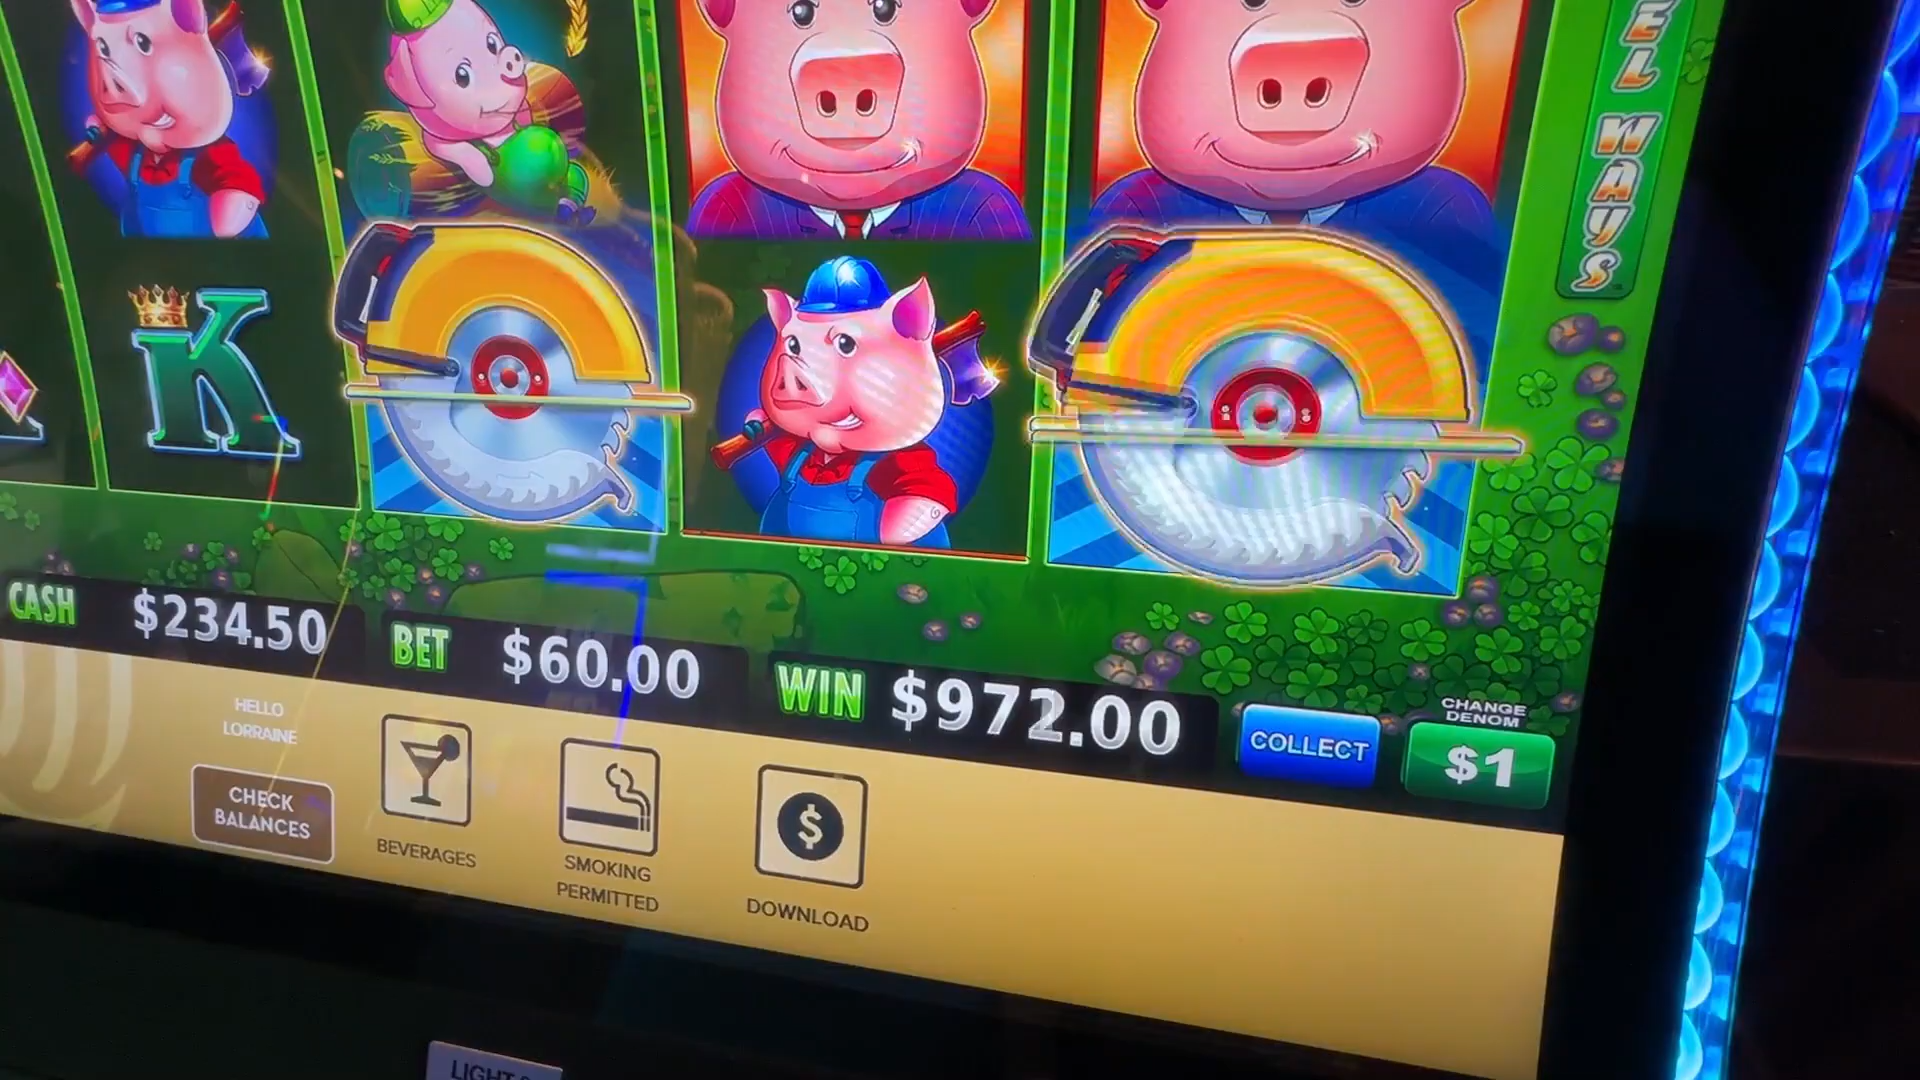 EL WAYS
K
CASH $234.50 BET $60.00 WIN $972.00 COLLECT
CHANGE
DENOM
$1
HELLO
LORRAINE
CHECK
BALANCES
BEVERAGES
SMOKING
PERMITTED
$
DOWNLOAD
LIGHT